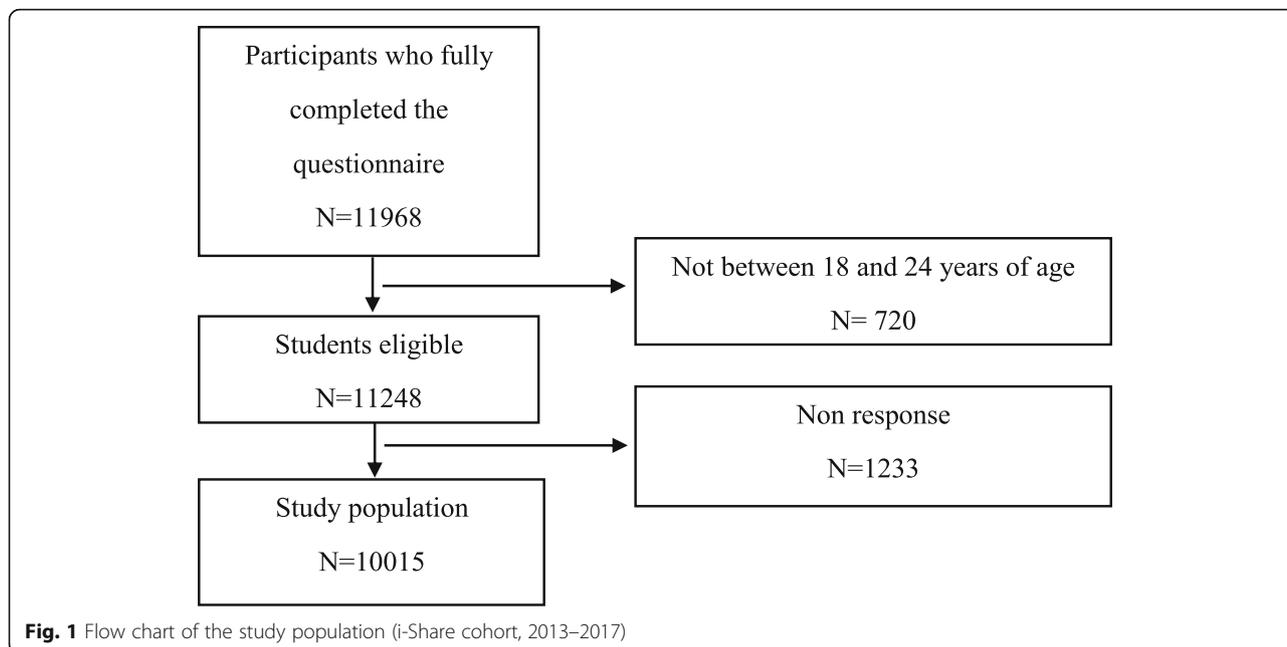 Participants who fully
completed the
questionnaire
N=11968
Not between 18 and 24 years of age
N= 720
Students eligible
N=11248
Non response
N=1233
Study population
N=10015
Fig. 1 Flow chart of the study population (i-Share cohort, 2013–2017)